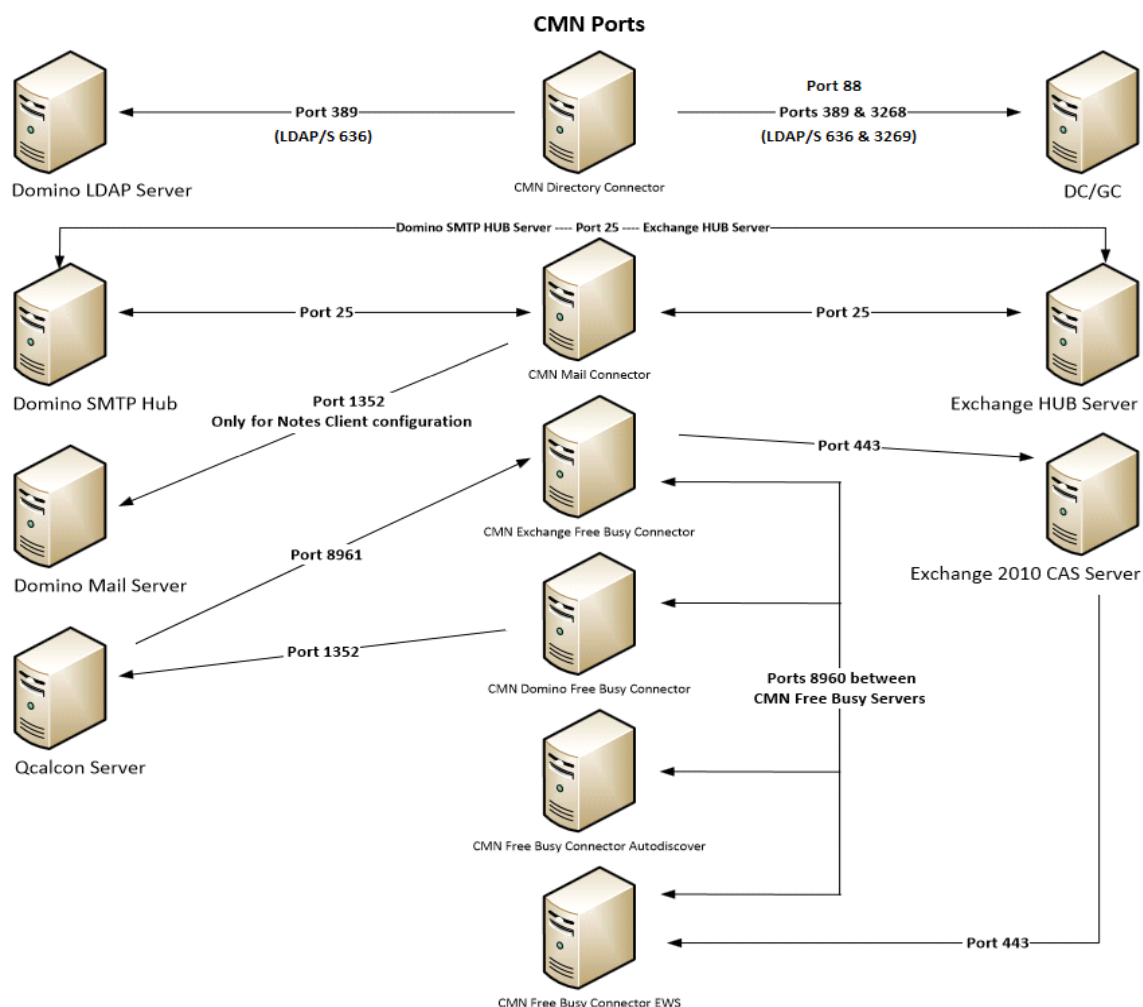 CMN Ports
Port 88
Port 389
Ports 389 & 3268
(LDAP/S 636)
(LDAP/S 636 & 3269)
Domino LDAP Server
CMN Directory Connector
DC/GC
Domino SMTP HUB Server ---- Port 25 ---- Exchange HUB Server
Port 25
Port 25
CMN Mail Connector
Domino SMTP Hub
Exchange HUB Server
Port 1352
Only for Notes Client configuration
Port 443
CMN Exchange Free Busy Connector
Port 8961
Domino Mail Server
Exchange 2010 CAS Server
Port 1352
CMN Domino Free Busy Connector
Ports 8960 between
CMN Free Busy Servers
Qcalcon Server
CMN Free Busy Connector Autodiscover
Port 443
CMN Free Busy Connector EWS